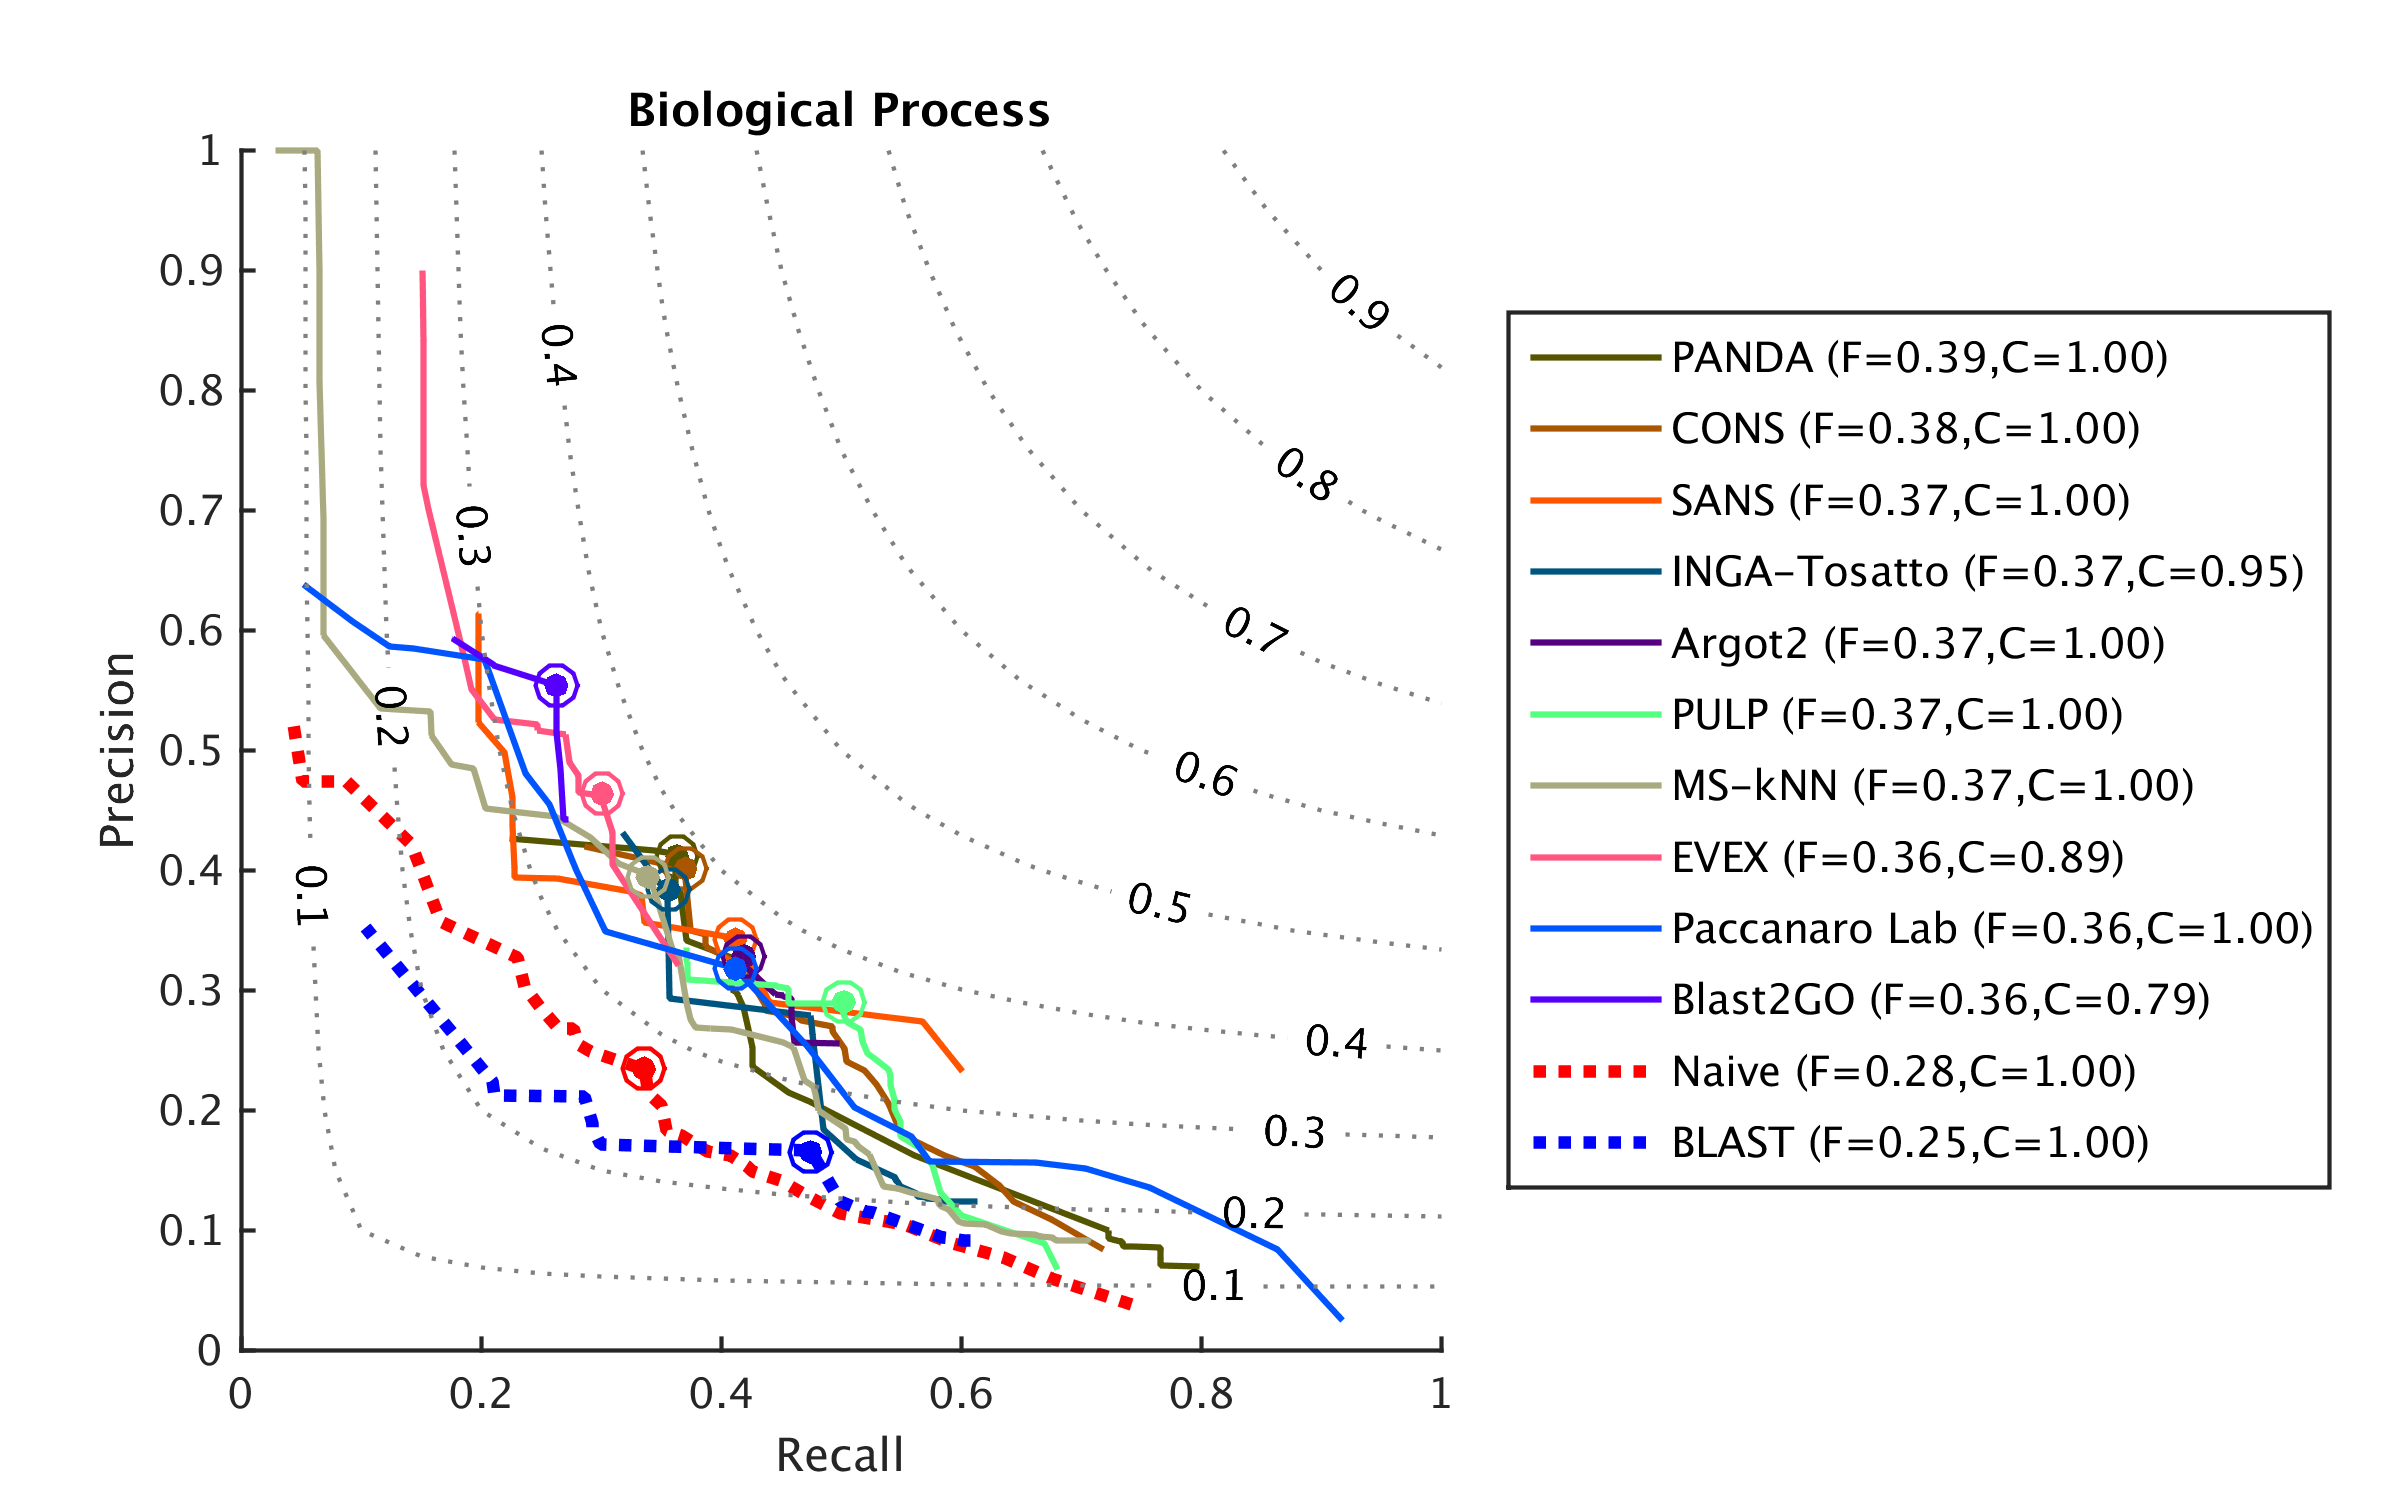 Biological Process
1
0.9
0.8
0.7
0.6
0.5
0.4
0.3
0.2
0.1
0
Precision
0
0.2
0.4
0.6
0.8
1
Recall
0.9
0.8
0.7
0.6
0.5
0.4
0.3
0.2
0.1
0.4
0.3
0.2
0.1
PANDA (F=0.39,C=1.00)
CONS (F=0.38,C=1.00)
SANS (F=0.37,C=1.00)
INGA-Tosatto (F=0.37,C=0.95)
Argot2 (F=0.37,C=1.00)
PULP (F=0.37,C=1.00)
MS-kNN (F=0.37,C=1.00)
EVEX (F=0.36,C=0.89)
Paccanaro Lab (F=0.36,C=1.00)
Blast2GO (F=0.36,C=0.79)
Naive (F=0.28,C=1.00)
BLAST (F=0.25,C=1.00)